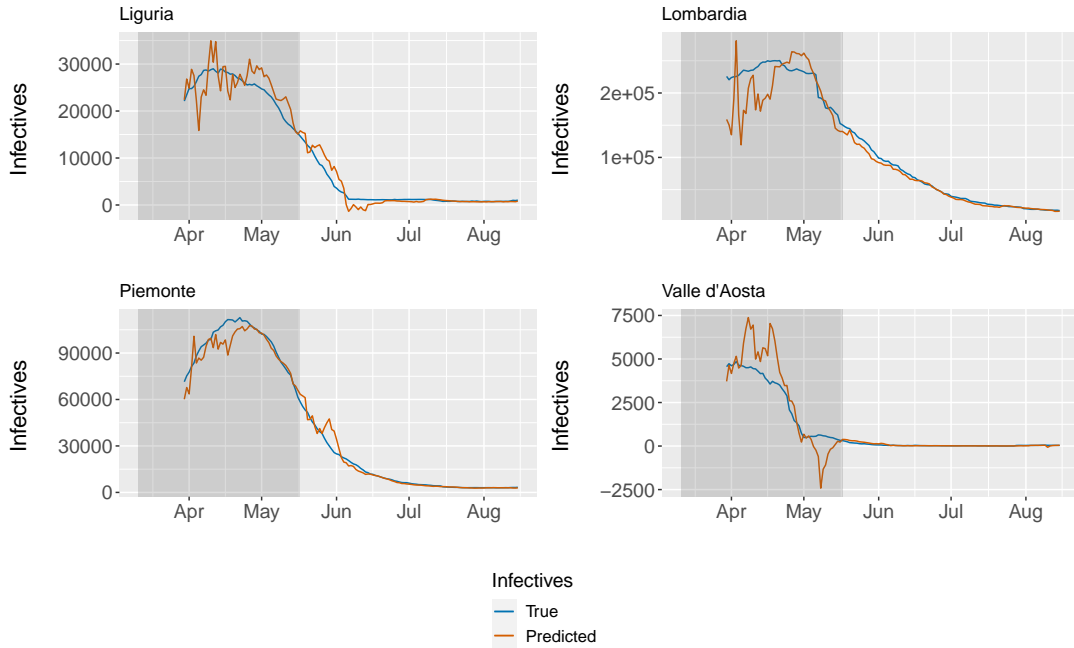 Liguria
Infectives
30000
20000
10000
0
Apr May Jun Jul Aug
Lombardia
Infectives
2e+05
1e+05
Apr May Jun Jul Aug
Piemonte
Infectives
90000
60000
30000
0
Apr May Jun Jul Aug
Valle d'Aosta
Infectives
7500
5000
2500
0
−2500
Apr May Jun Jul Aug
Infectives
True
Predicted